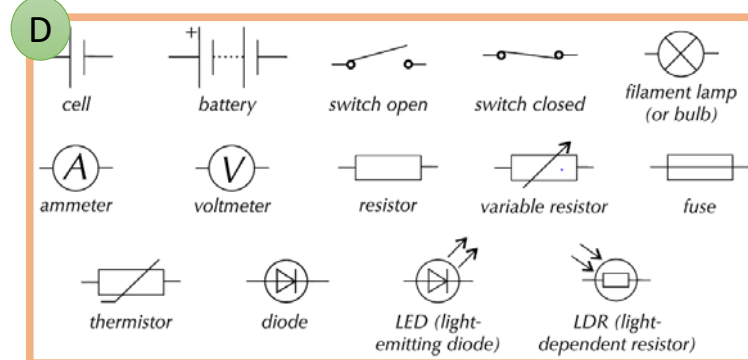 D
+
cell
battery
switch open
switch closed
filament lamp
(or bulb)
A
V
ammeter
voltmeter
resistor
variable resistor
fuse
thermistor
diode
LED (light-
emitting diode)
LDR (light-
dependent resistor)